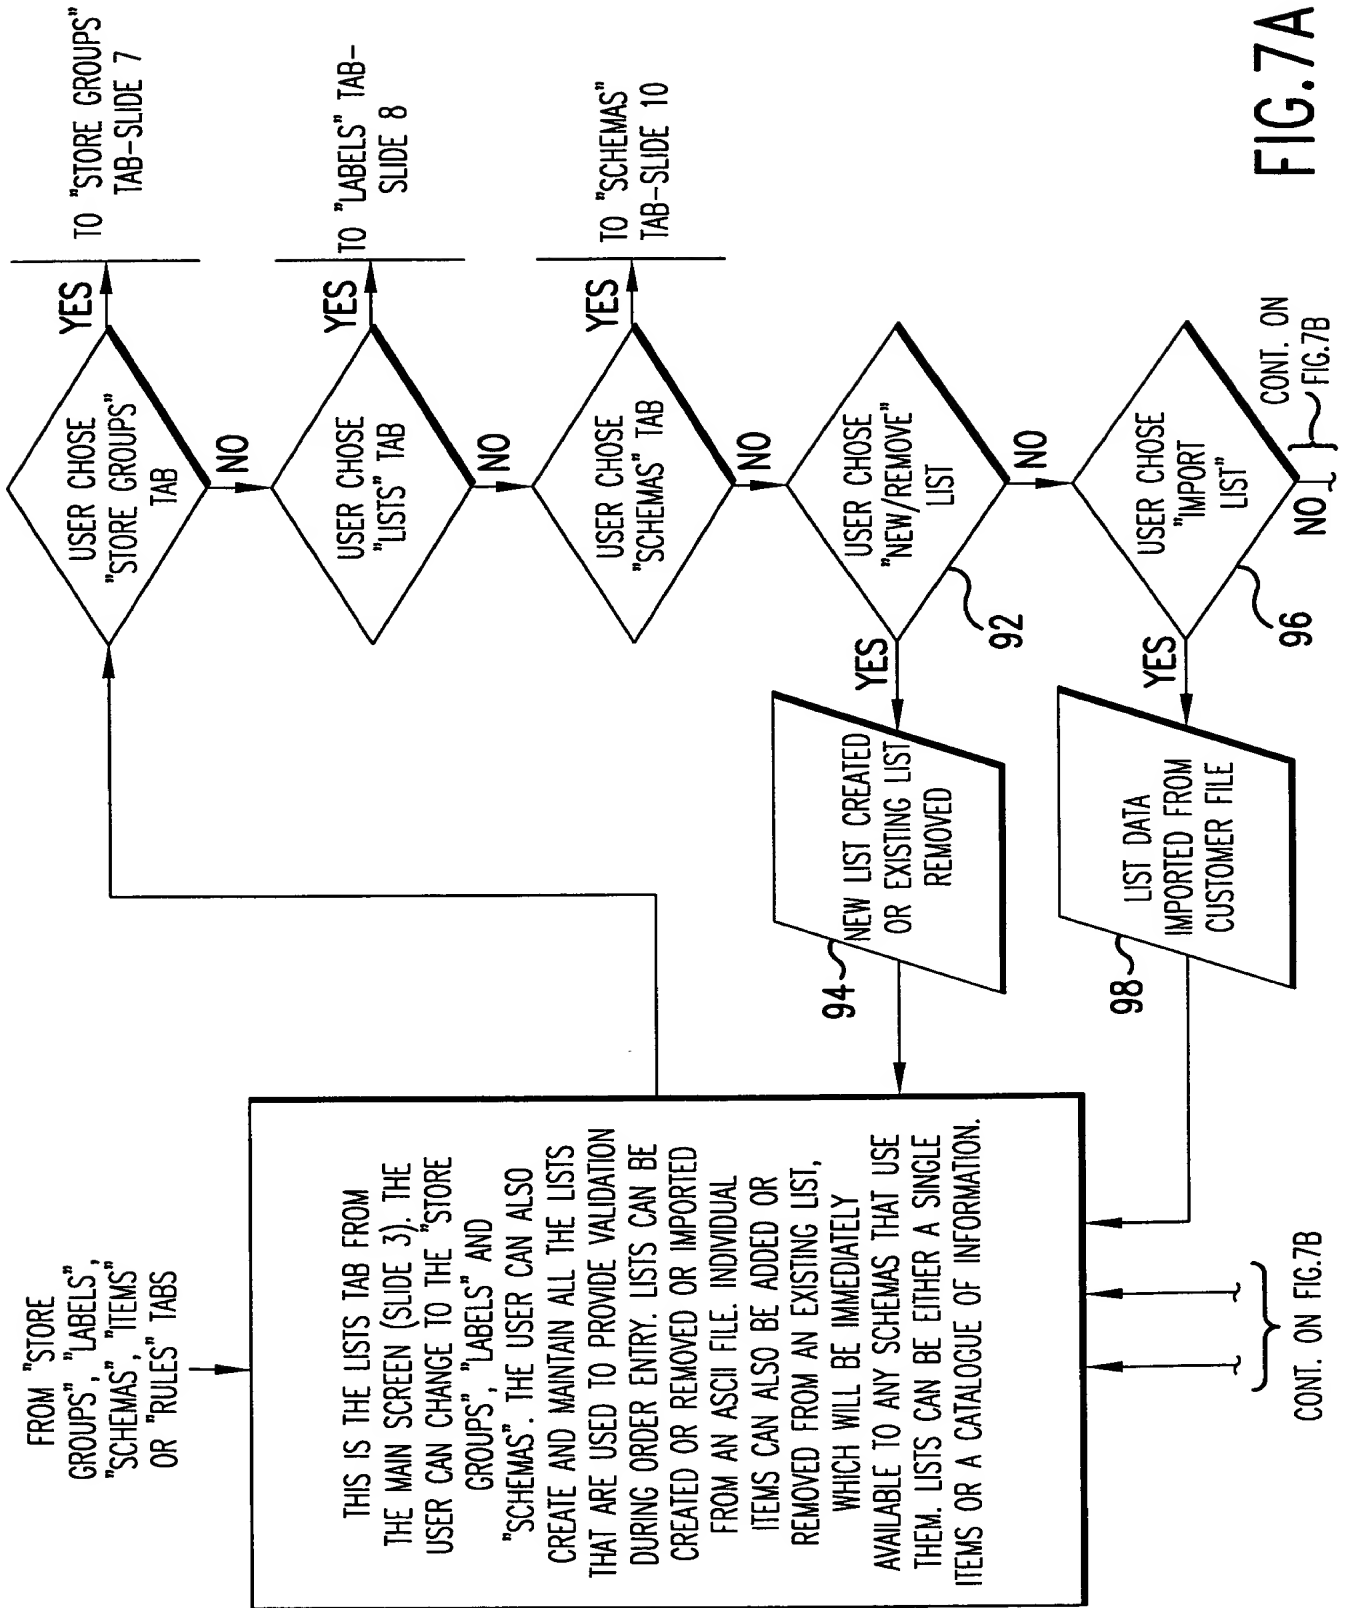 FROM "STORE
GROUPS", "LABELS",
"SCHEMAS", "ITEMS"
OR "RULES" TABS
THIS IS THE LISTS TAB FROM
THE MAIN SCREEN (SLIDE 3). THE
USER CAN CHANGE TO THE "STORE
GROUPS", "LABELS" AND
"SCHEMAS". THE USER CAN ALSO
CREATE AND MAINTAIN ALL THE LISTS
THAT ARE USED TO PROVIDE VALIDATION
DURING ORDER ENTRY. LISTS CAN BE
CREATED OR REMOVED OR IMPORTED
FROM AN ASCII FILE. INDIVIDUAL
ITEMS CAN ALSO BE ADDED OR
REMOVED FROM AN EXISTING LIST,
WHICH WILL BE IMMEDIATELY
AVAILABLE TO ANY SCHEMAS THAT USE
THEM. LISTS CAN BE EITHER A SINGLE
ITEMS OR A CATALOGUE OF INFORMATION.
CONT. ON FIG.7B
USER CHOSE
"STORE GROUPS"
TAB
YES
TO "STORE GROUPS"
TAB-SLIDE 7
NO
USER CHOSE
"LISTS" TAB
YES
TO "LABELS" TAB-
SLIDE 8
NO
USER CHOSE
"SCHEMAS" TAB
YES
TO "SCHEMAS"
TAB-SLIDE 10
NO
USER CHOSE
"NEW/REMOVE"
LIST
92
YES
NEW LIST CREATED
OR EXISTING LIST
REMOVED
94
NO
USER CHOSE
"IMPORT
LIST"
96
YES
LIST DATA
IMPORTED FROM
CUSTOMER FILE
98
NO
CONT. ON
FIG.7B
FIG.7A